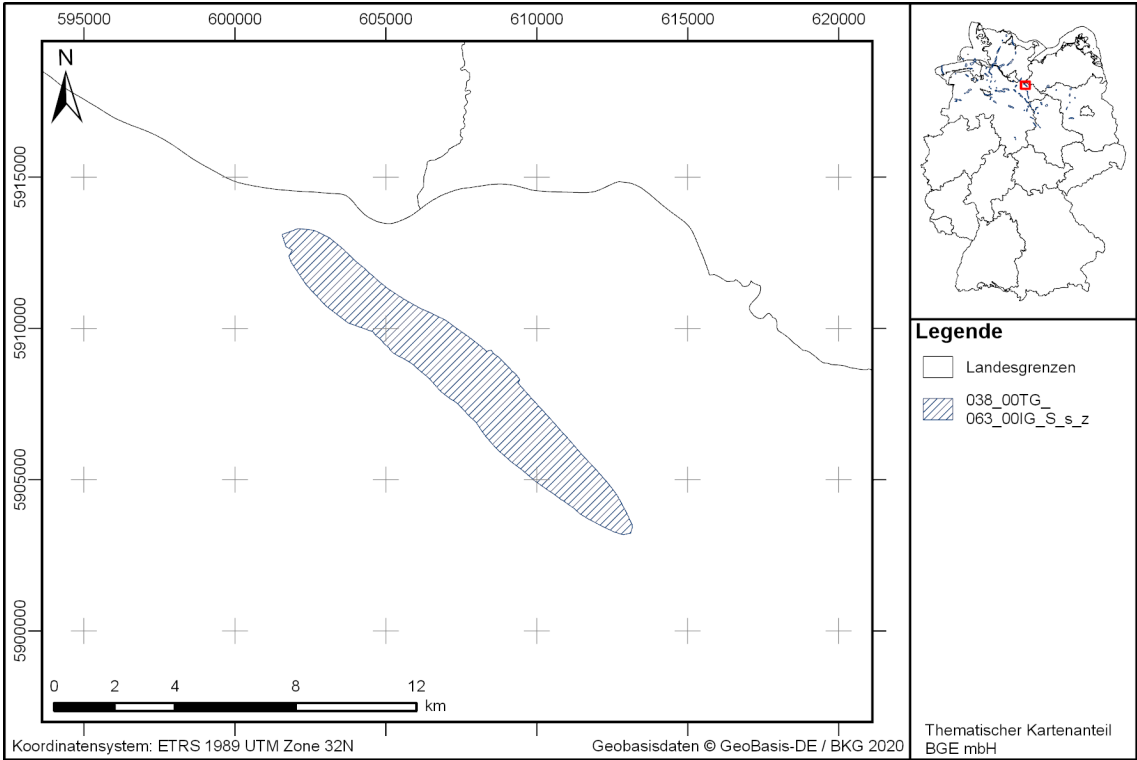 595000 600000 605000 610000 615000 620000
N
5915000
5910000
5905000
5900000
0 2 4 8 12
km
Koordinatensystem: ETRS 1989 UTM Zone 32N
Geobasisdaten © GeoBasis-DE / BKG 2020
Legende
Landesgrenzen
038_00TG_
063_00IG_S_s_z
Thematischer Kartenanteil
BGE mbH